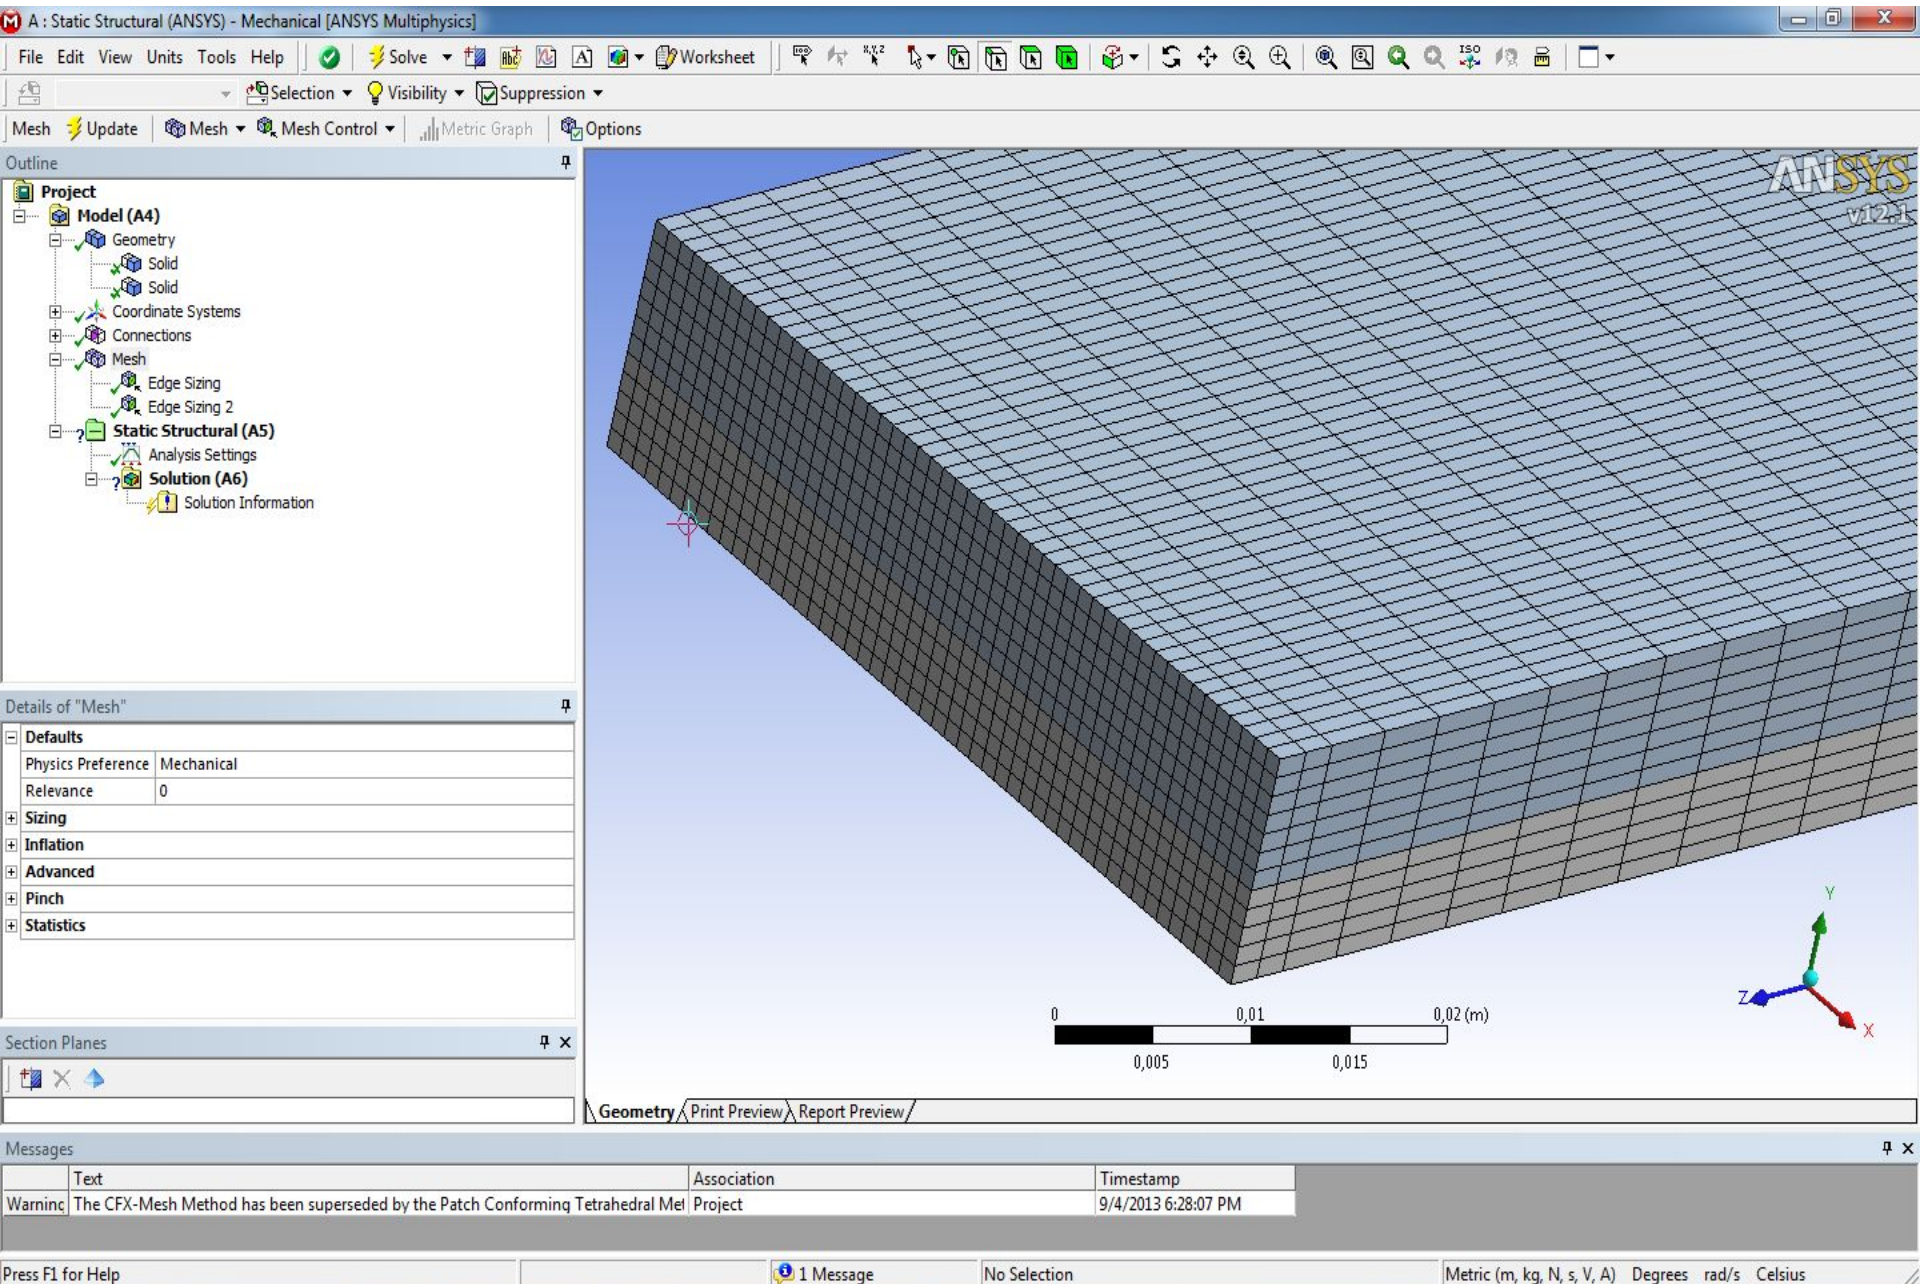 A : Static Structural (ANSYS) - Mechanical [ANSYS Multiphysics]
File Edit View Units Tools Help Solve Worksheet
Selection Visibility Suppression
Mesh Update Mesh Mesh Control Metric Graph Options
Outline
Project
Model (A4)
Geometry
Solid
Solid
Coordinate Systems
Connections
Mesh
Edge Sizing
Edge Sizing 2
Static Structural (A5)
Analysis Settings
Solution (A6)
Solution Information
Details of "Mesh"
Defaults
Physics Preference Mechanical
Relevance 0
Sizing
Inflation
Advanced
Pinch
Statistics
Section Planes
ANSYS
v12.1
Y
Z
X
0 0,01 0,02 (m)
0,005 0,015
Geometry Print Preview Report Preview
Messages
Text Association Timestamp
Warning The CFX-Mesh Method has been superseded by the Patch Conforming Tetrahedral Met Project 9/4/2013 6:28:07 PM
Press F1 for Help 1 Message No Selection Metric (m, kg, N, s, V, A) Degrees rad/s Celsius